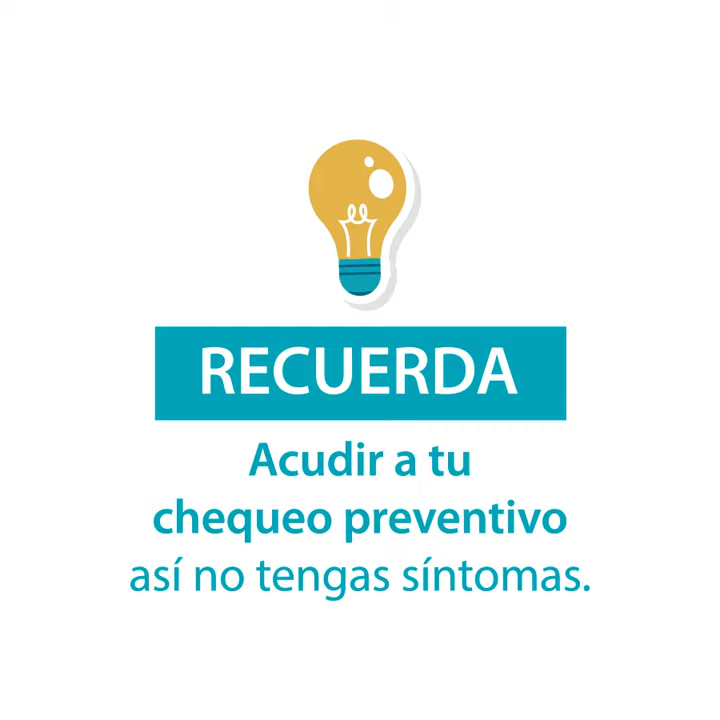 RECUERDA
Acudir a tu
chequeo preventivo
así no tengas síntomas.